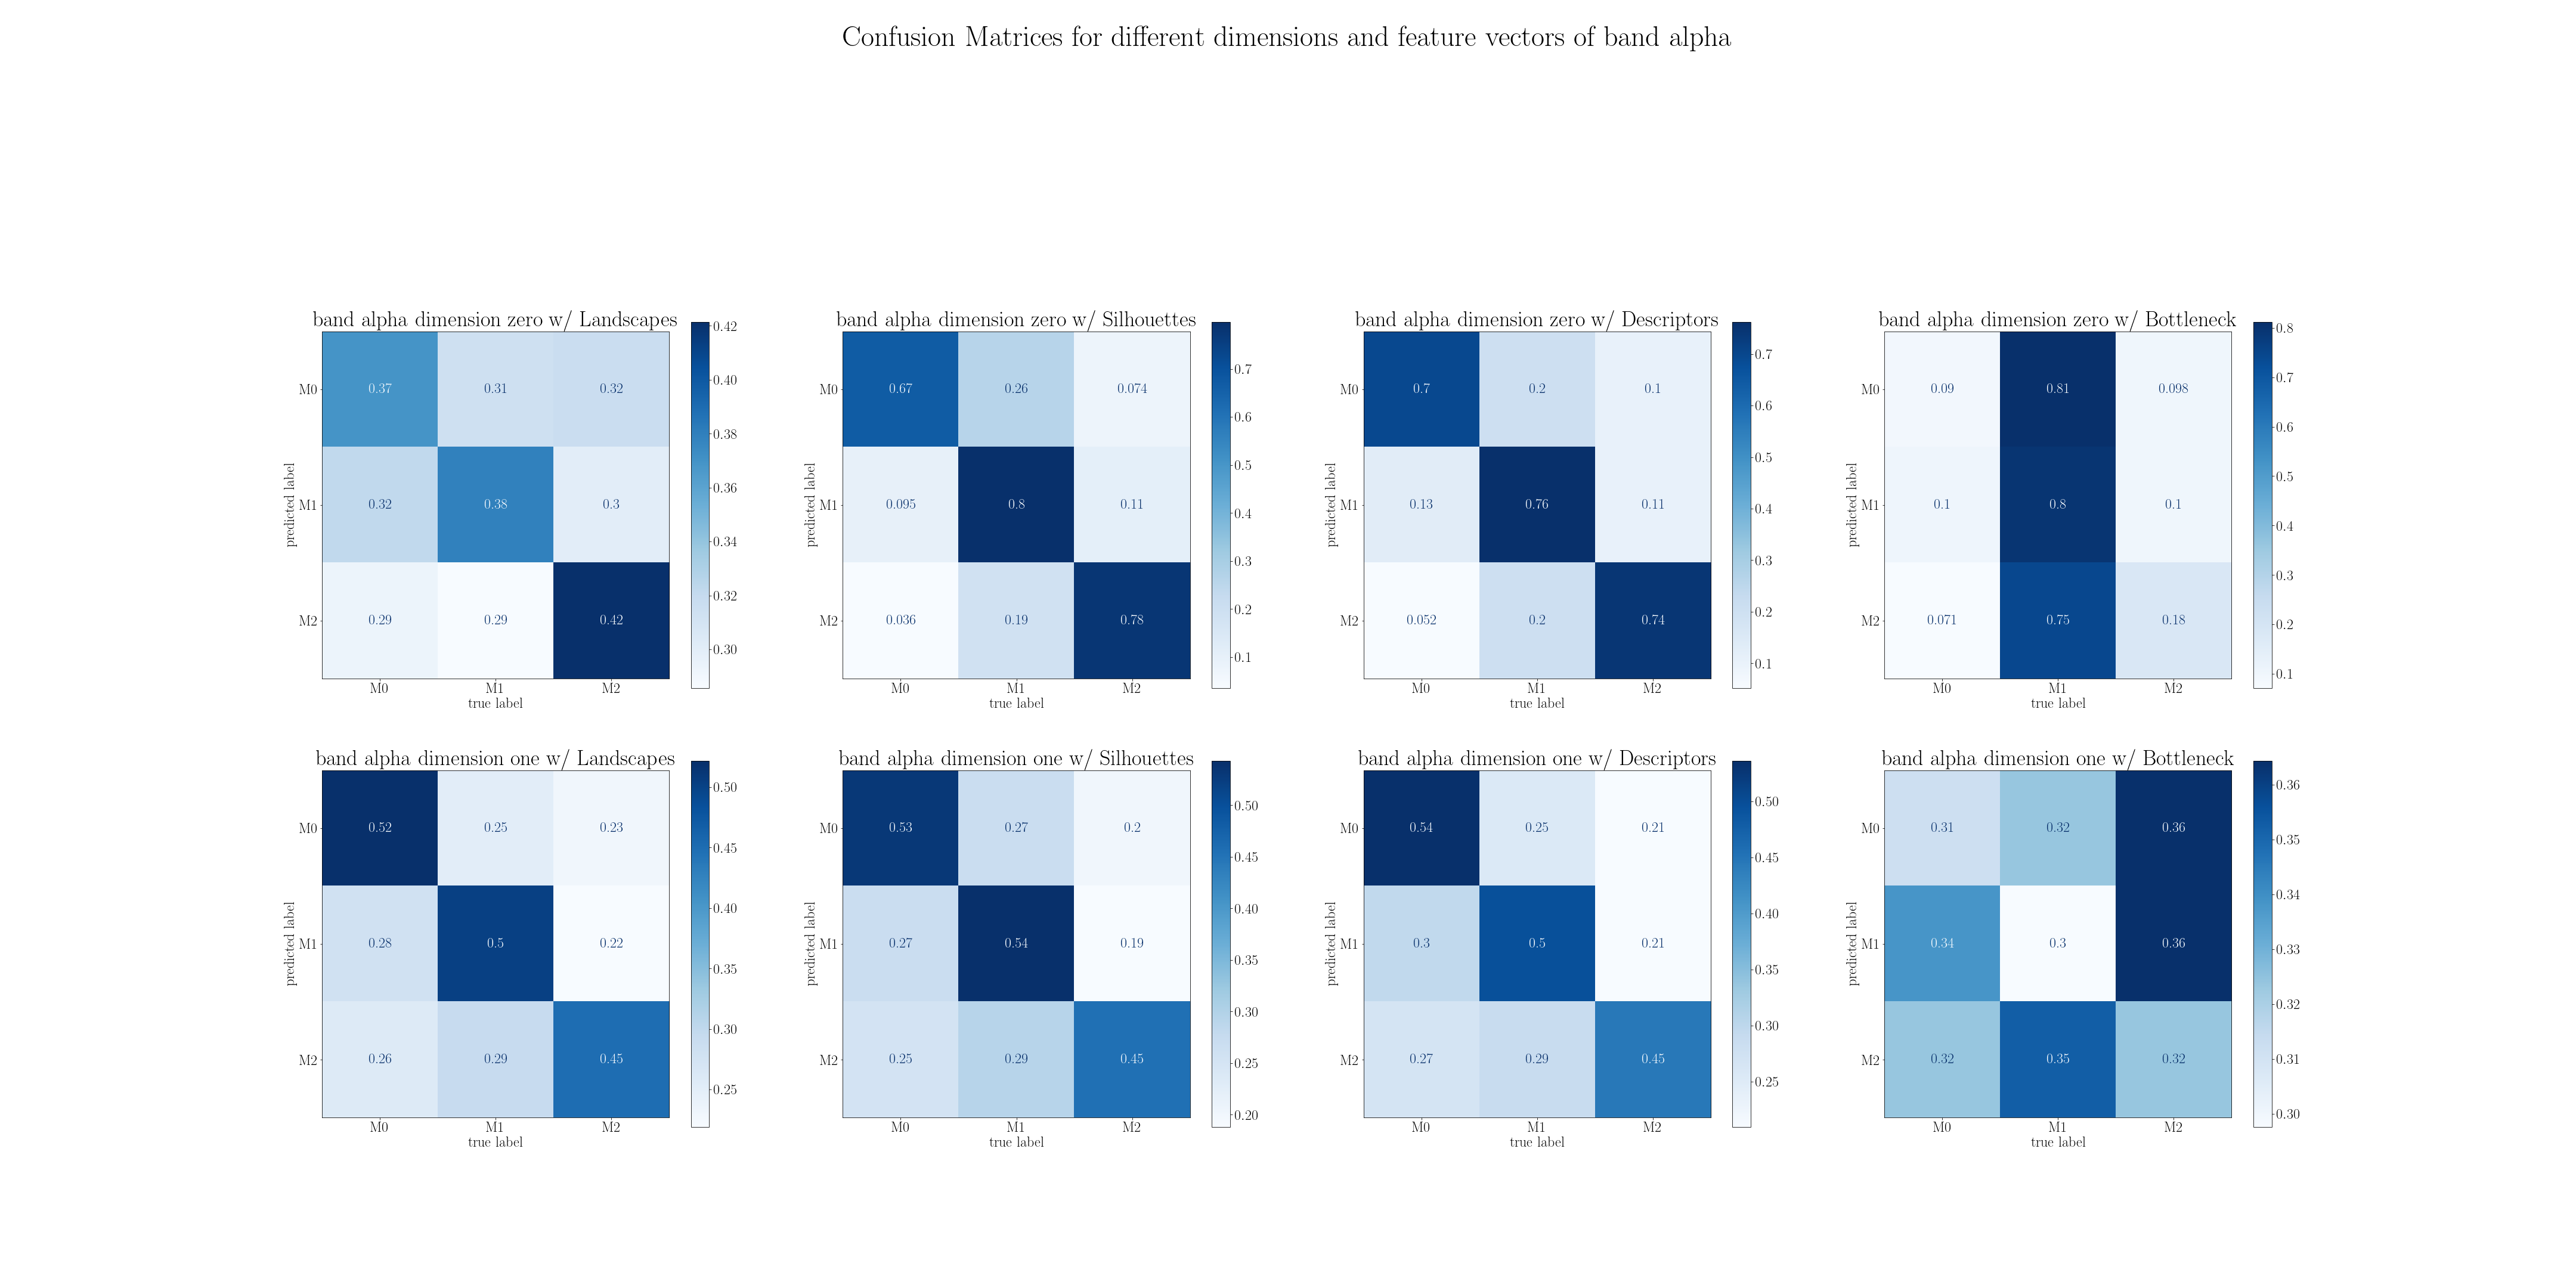 Confusion Matrices for different dimensions and feature vectors of band alpha
band alpha dimension zero w/ Landscapes
predicted label
M0 0.37 0.31 0.32
M1 0.32 0.38 0.3
M2 0.29 0.29 0.42
M0 M1 M2
true label
0.42
0.40
0.38
0.36
0.34
0.32
0.30
band alpha dimension zero w/ Silhouettes
predicted label
M0 0.67 0.26 0.074
M1 0.095 0.8 0.11
M2 0.036 0.19 0.78
M0 M1 M2
true label
0.7
0.6
0.5
0.4
0.3
0.2
0.1
band alpha dimension zero w/ Descriptors
predicted label
M0 0.7 0.2 0.1
M1 0.13 0.76 0.11
M2 0.052 0.2 0.74
M0 M1 M2
true label
0.7
0.6
0.5
0.4
0.3
0.2
0.1
band alpha dimension zero w/ Bottleneck
predicted label
M0 0.09 0.81 0.098
M1 0.1 0.8 0.1
M2 0.071 0.75 0.18
M0 M1 M2
true label
0.8
0.7
0.6
0.5
0.4
0.3
0.2
0.1
band alpha dimension one w/ Landscapes
predicted label
M0 0.52 0.25 0.23
M1 0.28 0.5 0.22
M2 0.26 0.29 0.45
M0 M1 M2
true label
0.50
0.45
0.40
0.35
0.30
0.25
band alpha dimension one w/ Silhouettes
predicted label
M0 0.53 0.27 0.2
M1 0.27 0.54 0.19
M2 0.25 0.29 0.45
M0 M1 M2
true label
0.50
0.45
0.40
0.35
0.30
0.25
0.20
band alpha dimension one w/ Descriptors
predicted label
M0 0.54 0.25 0.21
M1 0.3 0.5 0.21
M2 0.27 0.29 0.45
M0 M1 M2
true label
0.50
0.45
0.40
0.35
0.30
0.25
band alpha dimension one w/ Bottleneck
predicted label
M0 0.31 0.32 0.36
M1 0.34 0.3 0.36
M2 0.32 0.35 0.32
M0 M1 M2
true label
0.36
0.35
0.34
0.33
0.32
0.31
0.30